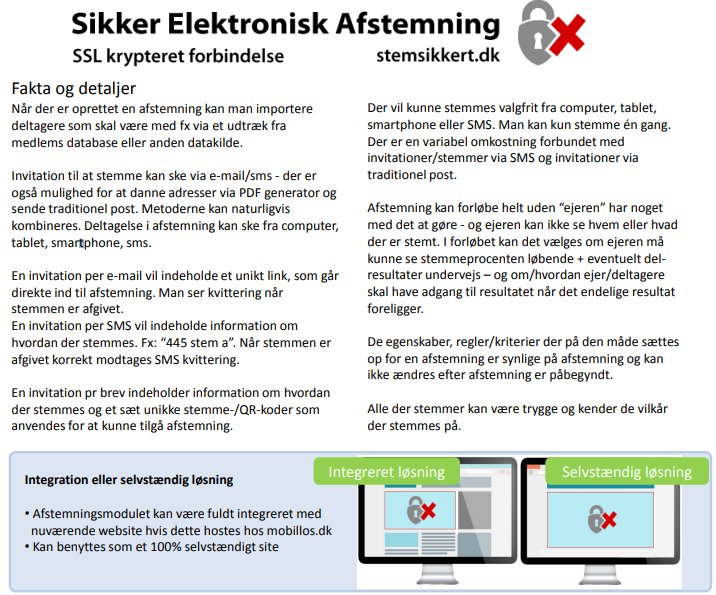 Sikker Elektronisk Afstemning
SSL krypteret forbindelse
stemsikkert.dk
Fakta og detaljer
Når der er oprettet en afstemning kan man importere
deltagere som skal være med fx via et udtræk fra
medlems database eller anden datakilde.
Invitation til at stemme kan ske via e-mail/sms - der er
også mulighed for at danne adresser via PDF generator og
sende traditionel post. Metoderne kan naturligvis
kombineres. Deltagelse i afstemning kan ske fra computer,
tablet, smartphone, sms.
En invitation per e-mail vil indeholde et unikt link, som går
direkte ind til afstemning. Man ser kvittering når
stemmen er afgivet.
En invitation per SMS vil indeholde information om
hvordan der stemmes. Fx: “445 stem a”. Når stemmen er
afgivet korrekt modtages SMS kvittering.
En invitation pr brev indeholder information om hvordan
der stemmes og et sæt unikke stemme-/QR-koder som
anvendes for at kunne tilgå afstemning.
Der vil kunne stemmes valgfrit fra computer, tablet,
smartphone eller SMS. Man kan kun stemme én gang.
Der er en variabel omkostning forbundet med
invitationer/stemmer via SMS og invitationer via
traditionel post.
Afstemning kan forløbe helt uden “ejeren” har noget
med det at gøre - og ejeren kan ikke se hvem eller hvad
der er stemt. I forløbet kan det vælges om ejeren må
kunne se stemmeprocenten løbende + eventuelt del-
resultater undervejs – og om/hvordan ejer/deltagere
skal have adgang til resultatet når det endelige resultat
foreligger.
De egenskaber, regler/kriterier der på den måde sættes
op for en afstemning er synlige på afstemning og kan
ikke ændres efter afstemning er påbegyndt.
Alle der stemmer kan være trygge og kender de vilkår
der stemmes på.
Integration eller selvstændig løsning
• Afstemningsmodulet kan være fuldt integreret med
nuværende website hvis dette hostes hos mobillos.dk
• Kan benyttes som et 100% selvstændigt site
Integreret løsning
Selvstændig løsning